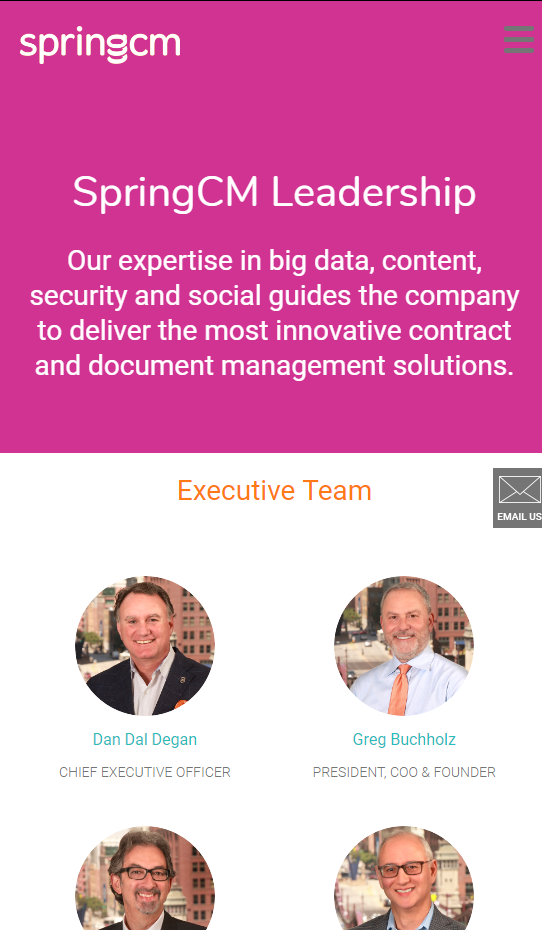 springcm
SpringCM Leadership
Our expertise in big data, content,
security and social guides the company
to deliver the most innovative contract
and document management solutions.
Executive Team
EMAIL US
Dan Dal Degan
CHIEF EXECUTIVE OFFICER
Greg Buchholz
PRESIDENT, COO & FOUNDER